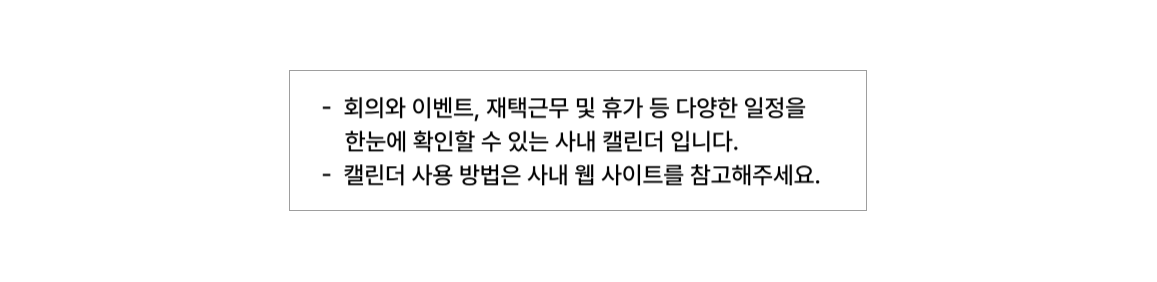 - 회의와 이벤트, 재택근무 및 휴가 등 다양한 일정을
한눈에 확인할 수 있는 사내 캘린더 입니다.
- 캘린더 사용 방법은 사내 웹 사이트를 참고해주세요.